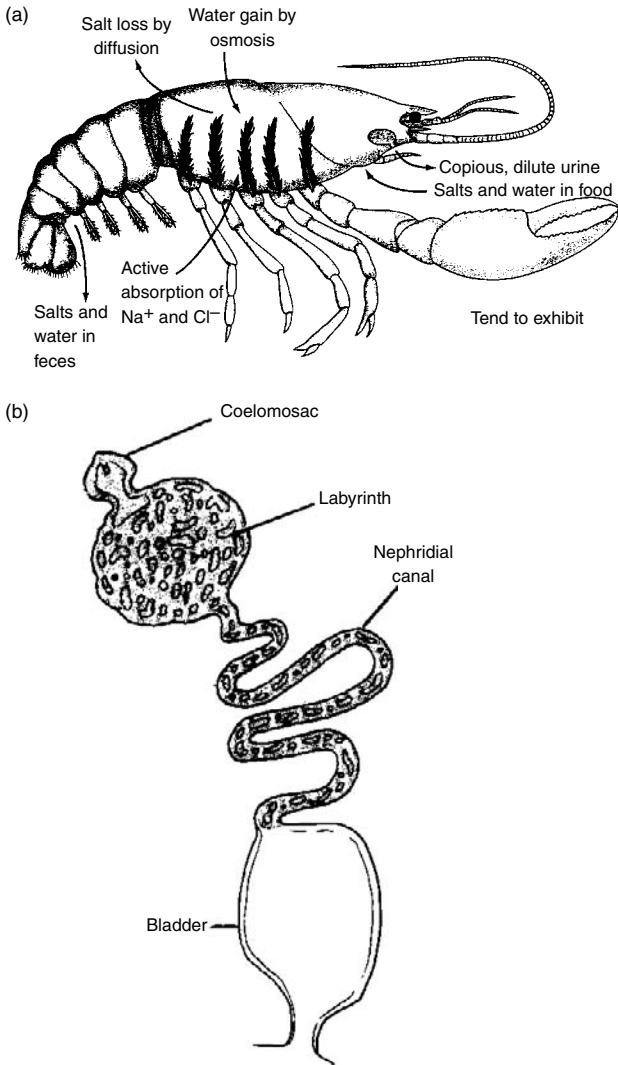 (a)
Salt loss by
diffusion
Water gain by
osmosis
Copious, dilute urine
Salts and water in food
Active
absorption of
Na⁺ and Cl⁻
Salts and
water in
feces
Tend to exhibit
(b)
Coelomosac
Labyrinth
Nephridial
canal
Bladder